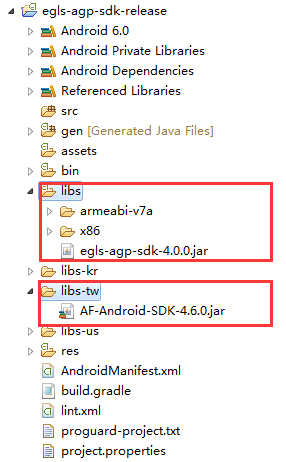 egls-agp-sdk-release
Android 6.0
Android Private Libraries
Android Dependencies
Referenced Libraries
src
gen [Generated Java Files]
assets
bin
libs
armeabi-v7a
x86
egls-agp-sdk-4.0.0.jar
libs-kr
libs-tw
AF-Android-SDK-4.6.0.jar
libs-us
res
AndroidManifest.xml
build.gradle
lint.xml
proguard-project.txt
project.properties